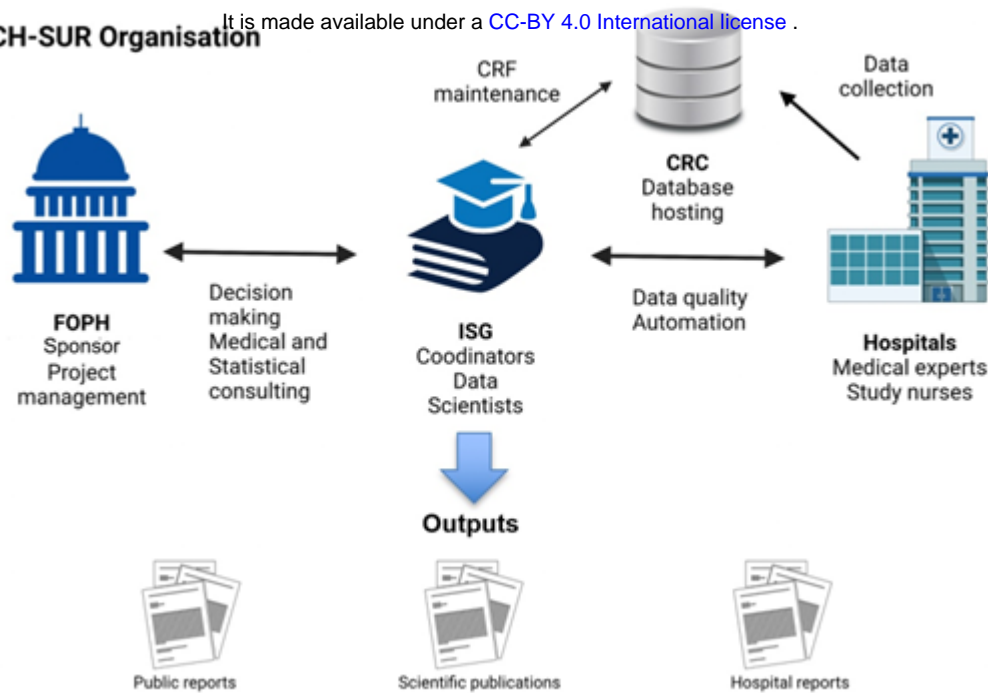 It is made available under a CC-BY 4.0 International license .
CH-SUR Organisation
CRF
maintenance
Data
collection
CRC
Database
hosting
Decision
making
Medical and
Statistical
consulting
Data quality
Automation
FOPH
Sponsor
Project
management
ISG
Coodinators
Data
Scientists
Hospitals
Medical experts
Study nurses
Outputs
Public reports
Scientific publications
Hospital reports